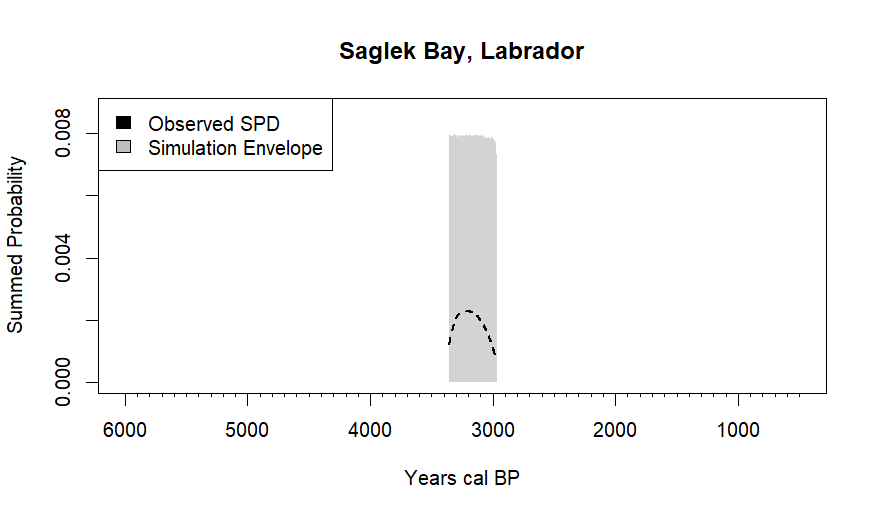 Saglek Bay, Labrador
Observed SPD
Simulation Envelope
Summed Probability
0.008
0.004
0.000
6000 5000 4000 3000 2000 1000
Years cal BP